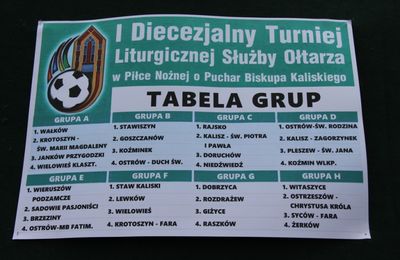 I Diecezjalny Turniej
Liturgicznej Służby Ołtarza
w Piłce Nożnej o Puchar Biskupa Kaliskiego
TABELA GRUP
GRUPA A
1. WAŁKÓW
2. KROTOSZYN -
ŚW. MARII MAGDALENY
3. JANKÓW PRZYGODZKI
4. WIELOWIEŚ KLASZT.
GRUPA B
1. STAWISZYN
2. GOSZCZANÓW
3. KOŹMINEK
4. OSTRÓW - DUCH ŚW.
GRUPA C
1. RAJSKO
2. KALISZ - ŚW. PIOTRA
I PAWŁA
3. DORUCHÓW
4. NIEDŹWIEDŹ
GRUPA D
1. OSTRÓW-ŚW. RODZINA
2. KALISZ - ZAGORZYNEK
3. PLESZEW - ŚW. JANA
4. KOŹMIN WLKP.
GRUPA E
1. WIERUSZÓW
PODZAMCZE
2. SADOWIE PASJONIŚCI
3. BRZEZINY
4. OSTRÓW-MB FATIM.
GRUPA F
1. STAW KALISKI
2. LEWKÓW
3. WIELOWIEŚ
4. KROTOSZYN - FARA
GRUPA G
1. DOBRZYCA
2. ROZDRAŻEW
3. GIŻYCE
4. RASZKÓW
GRUPA H
1. WITASZYCE
2. OSTRZESZÓW -
CHRYSTUSA KRÓLA
3. SYCÓW - FARA
4. ŻERKÓW